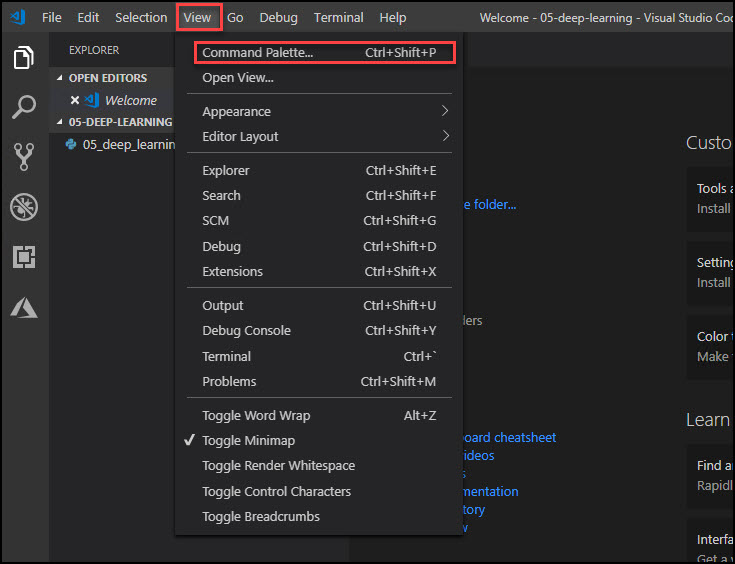 File Edit Selection View Go Debug Terminal Help Welcome - 05-deep-learning - Visual Studio
EXPLORER
OPEN EDITORS
Welcome
05-DEEP-LEARNING
05_deep_learnin
Command Palette... Ctrl+Shift+P
Open View...
Appearance
Editor Layout
Explorer Ctrl+Shift+E
Search Ctrl+Shift+F
SCM Ctrl+Shift+G
Debug Ctrl+Shift+D
Extensions Ctrl+Shift+X
Output Ctrl+Shift+U
Debug Console Ctrl+Shift+Y
Terminal Ctrl+`
Problems Ctrl+Shift+M
Toggle Word Wrap Alt+Z
Toggle Minimap
Toggle Render Whitespace
Toggle Control Characters
Toggle Breadcrumbs
e folder...
ders
oard cheatsheet
ideos
s
mentation
tory
w
Custo
Tools a
Install
Setting
Install
Color t
Make
Learn
Find a
Rapidl
Interfa
Get a v